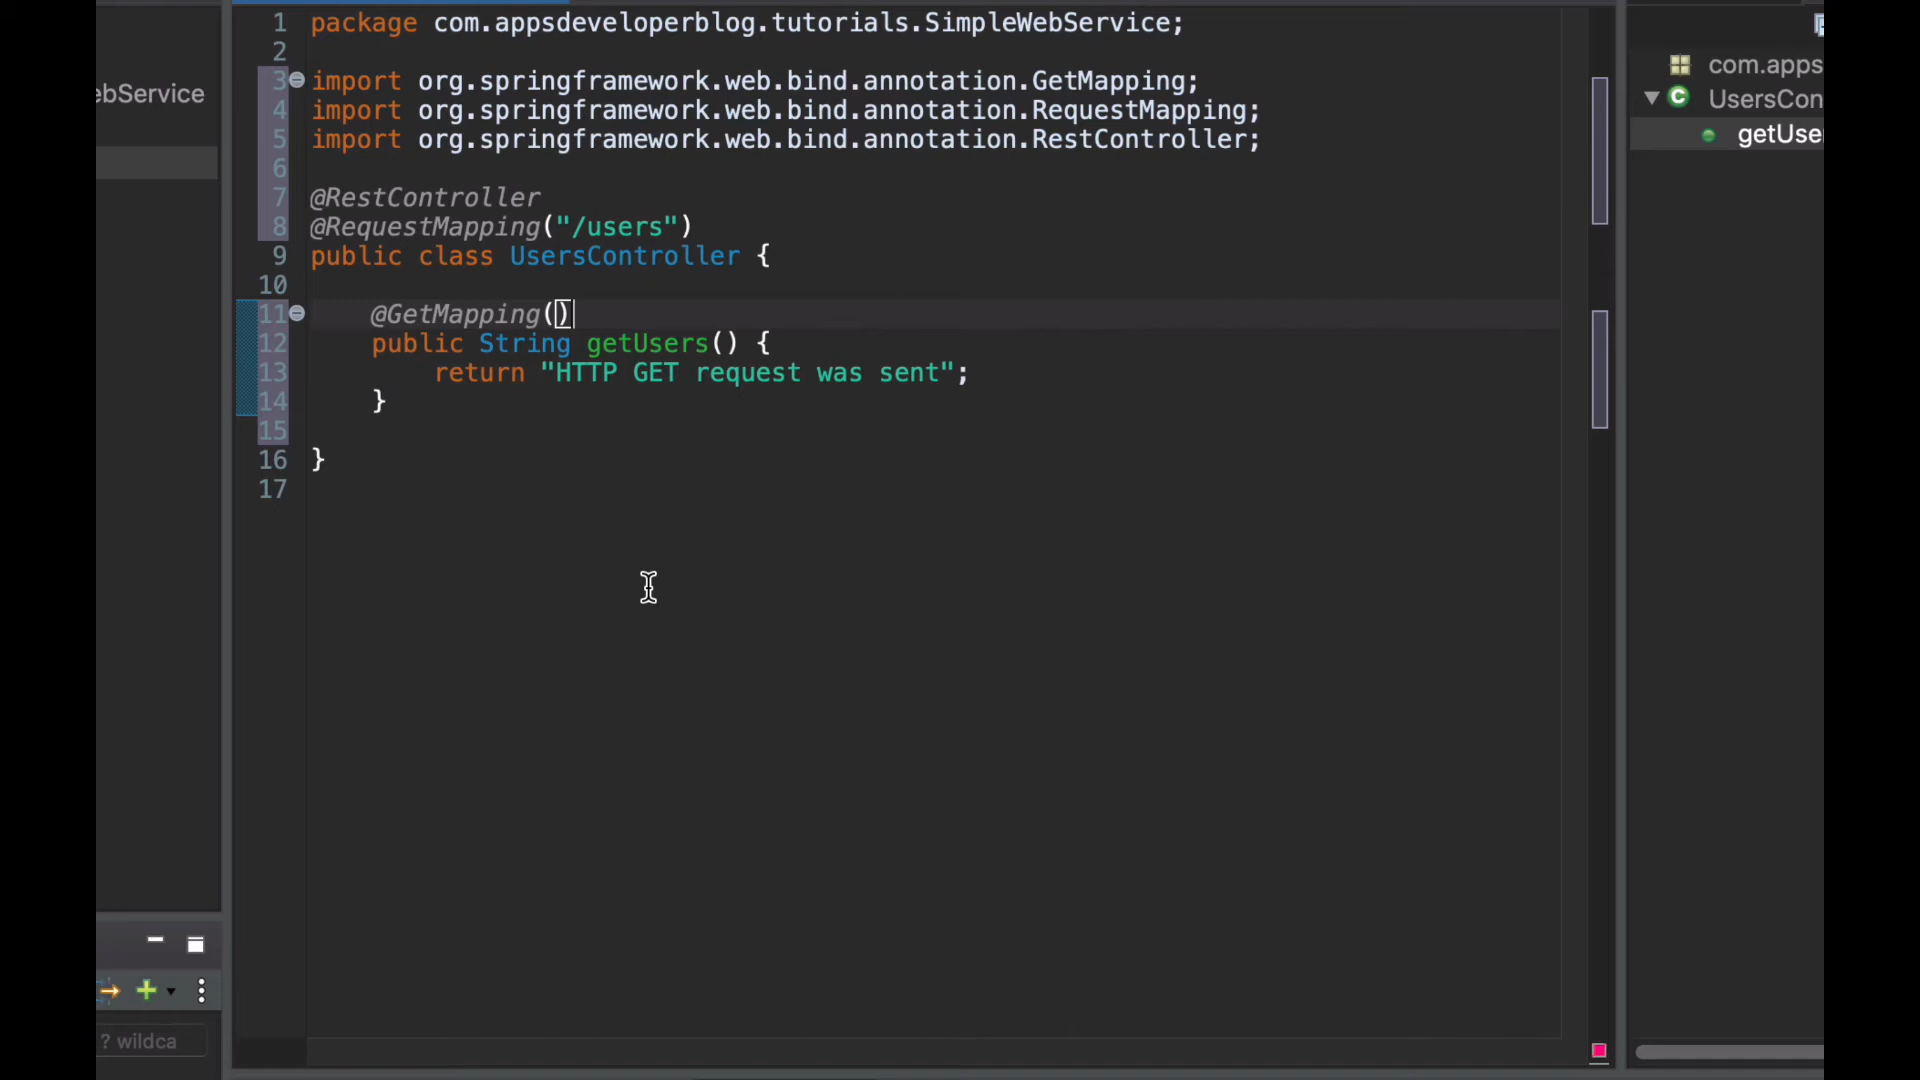 1 package com.appsdeveloperblog.tutorials.SimpleWebService;
2
3 import org.springframework.web.bind.annotation.GetMapping;
4 import org.springframework.web.bind.annotation.RequestMapping;
5 import org.springframework.web.bind.annotation.RestController;
6
7 @RestController
8 @RequestMapping("/users")
9 public class UsersController {
10
11 @GetMapping()
12 public String getUsers() {
13 return "HTTP GET request was sent";
14 }
15
16 }
17
ebService
? wildca
com.apps
UsersCon
getUse